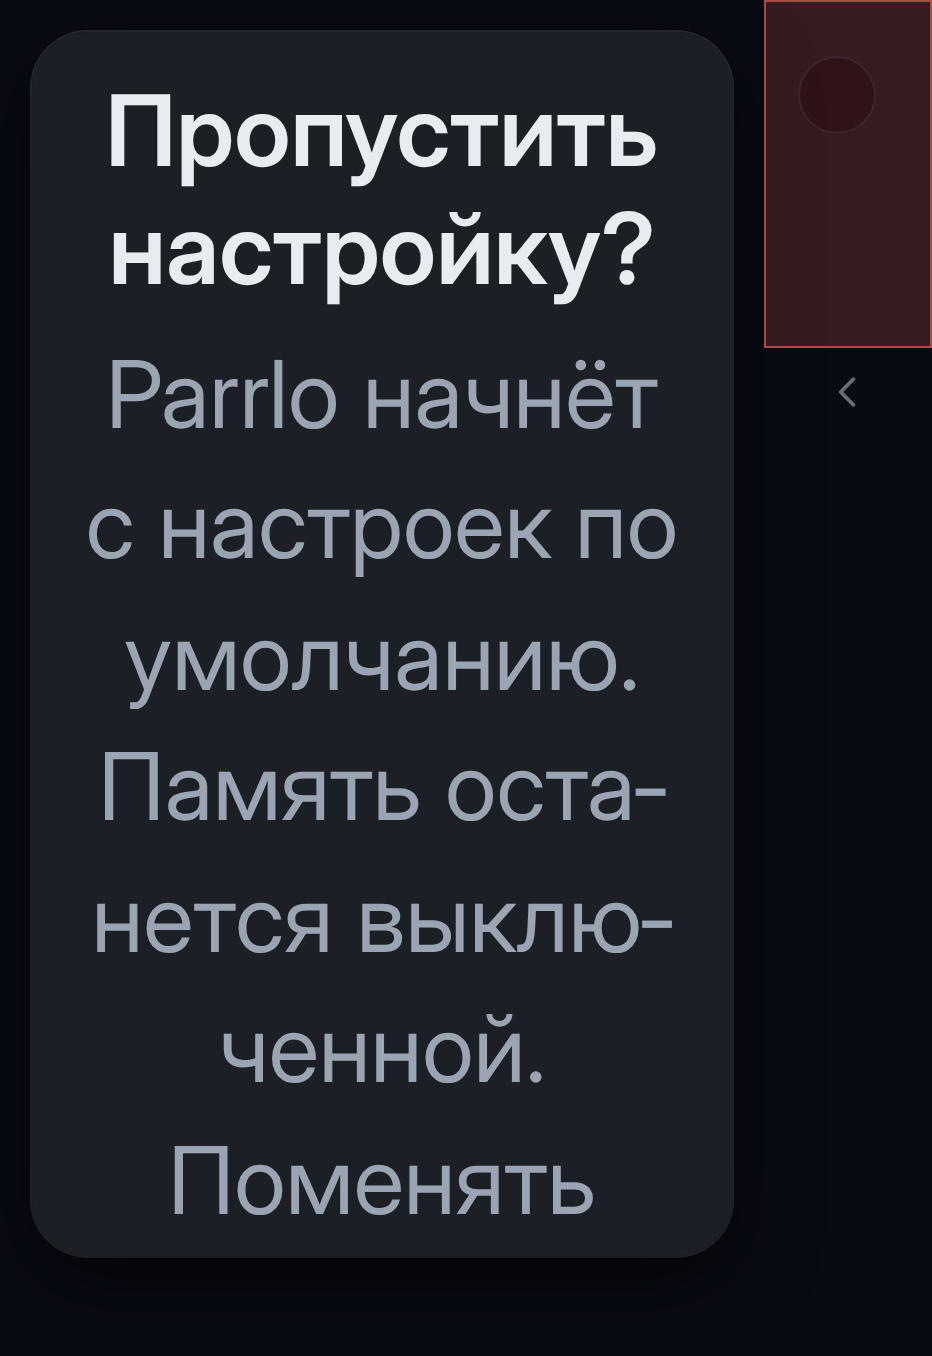 Пропустить
настройку?
Parrlo начнёт
с настроек по
умолчанию.
Память оста-
нется выклю-
ченной.
Поменять